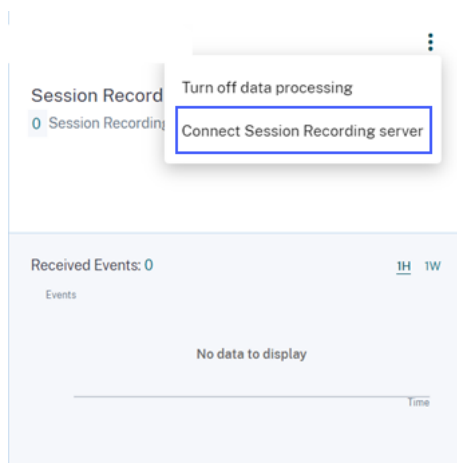 Turn off data processing
Session Record
0 Session Recording
Connect Session Recording server
Received Events: 0
1H 1W
Events
No data to display
Time